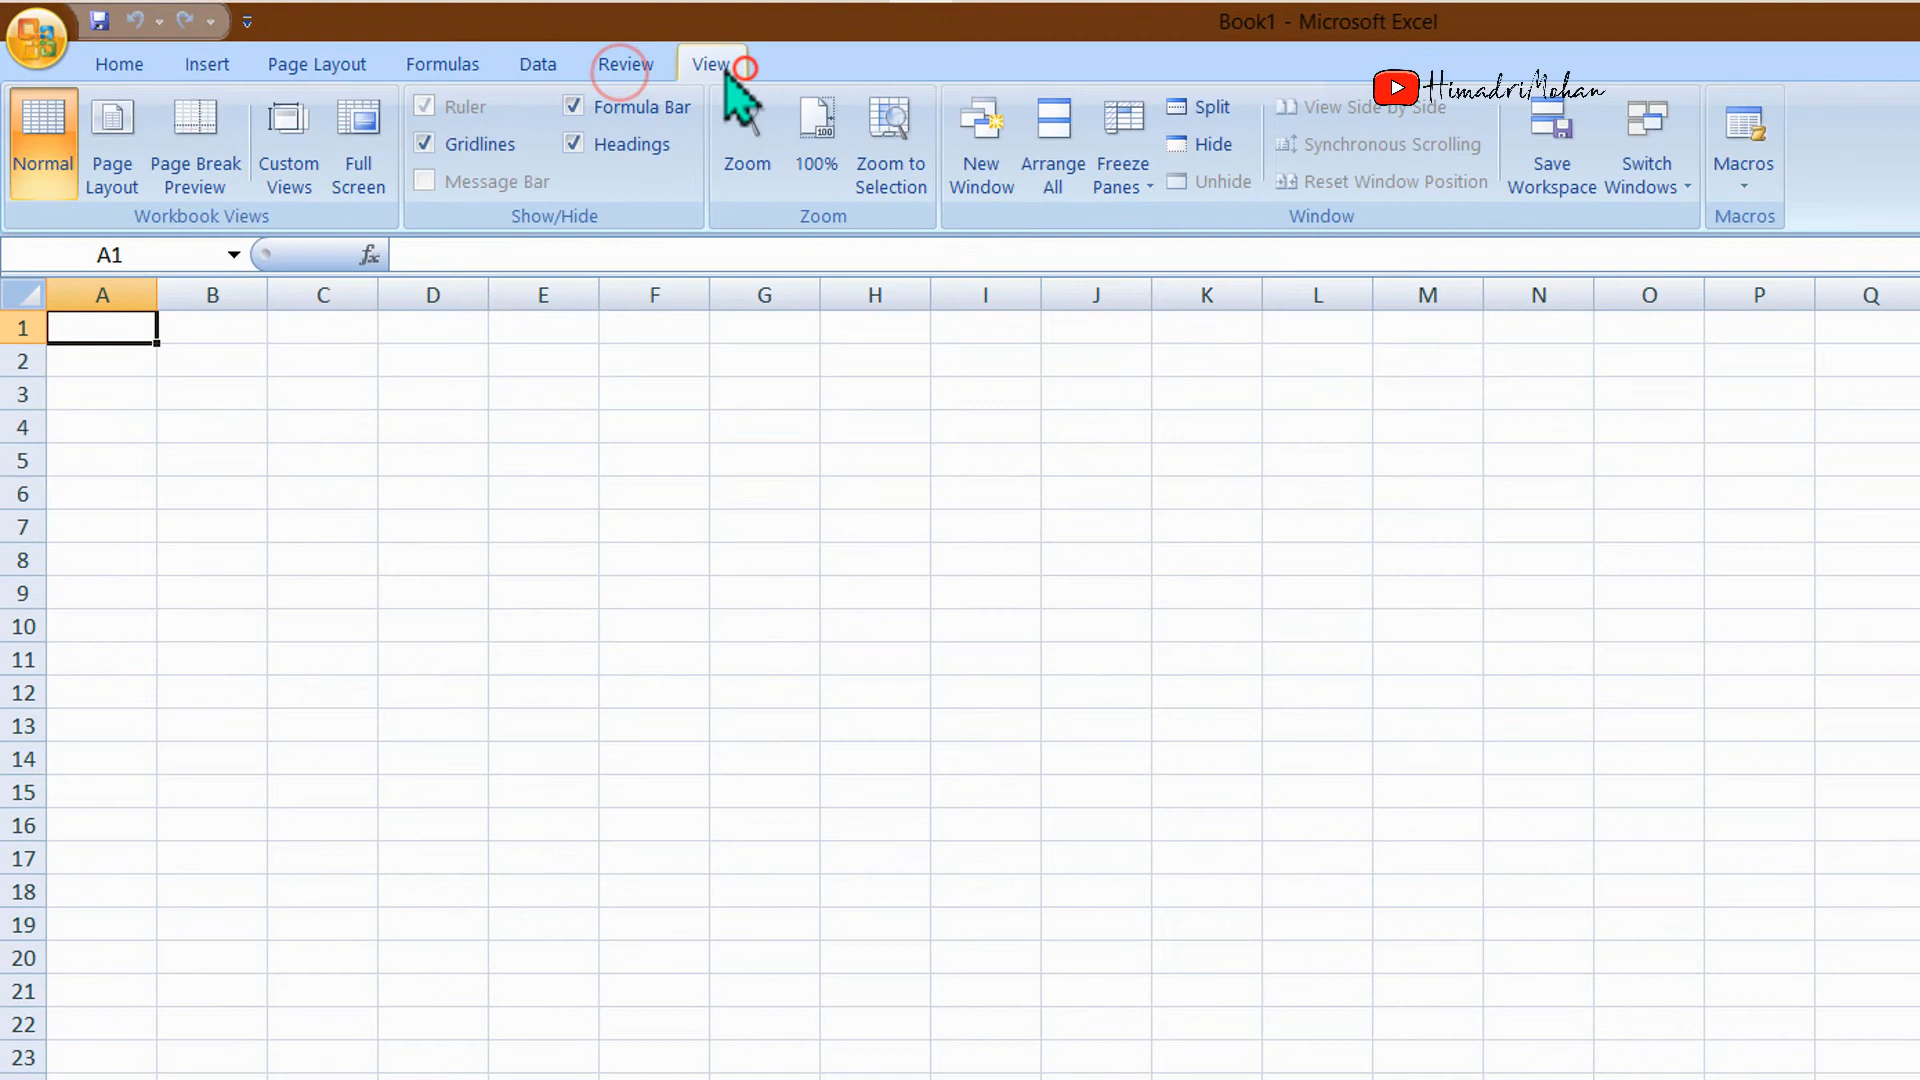 Book1 - Microsoft Excel
Home Insert Page Layout Formulas Data Review View
HimadriMohan
Normal
Page Layout
Page Break Preview
Custom Views
Full Screen
Workbook Views
Ruler
Formula Bar
Gridlines
Headings
Message Bar
Show/Hide
Zoom
100%
100
Zoom to Selection
Zoom
New Window
Arrange All
Freeze Panes
Split
Hide
Unhide
View Side by Side
Synchronous Scrolling
Reset Window Position
Save Workspace
Switch Windows
Window
Macros
Macros
A1
fx
A B C D E F G H I J K L M N O P Q
1
2
3
4
5
6
7
8
9
10
11
12
13
14
15
16
17
18
19
20
21
22
23